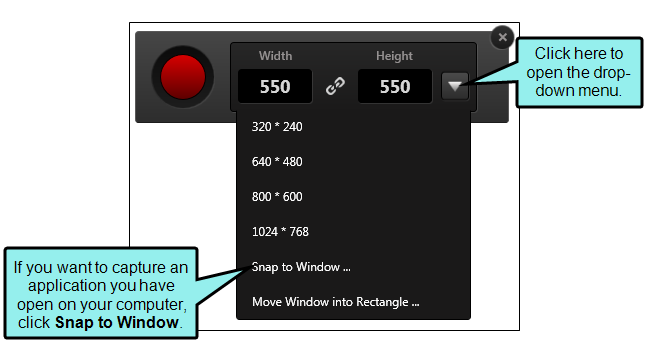 Width
Height
550
550
Click here to
open the drop-
down menu.
320 * 240
640 * 480
800 * 600
1024 * 768
Snap to Window ...
Move Window into Rectangle ...
If you want to capture an
application you have
open on your computer,
click Snap to Window.